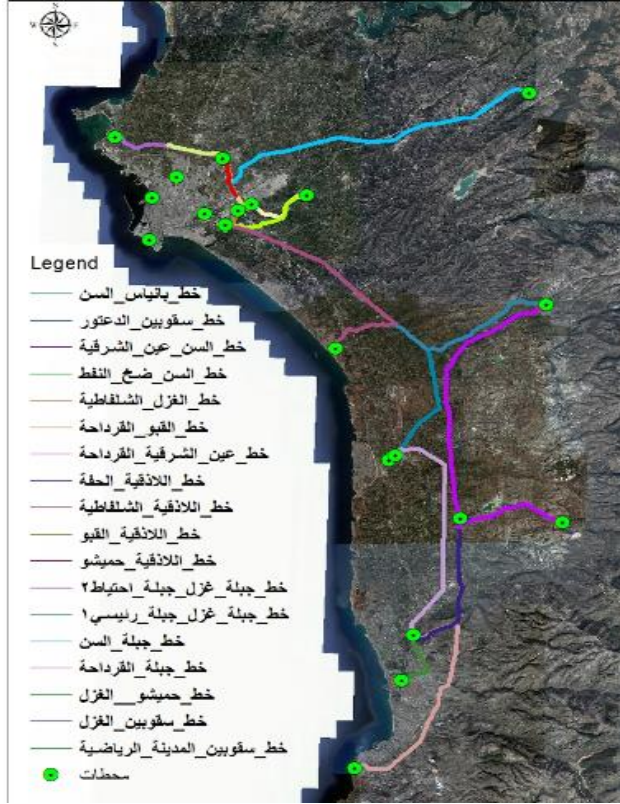 Legend
خط_بانياس_السن
خط_سقوبين_الدعتور
خط_السن_عين_الشرقية
خط_السن_ضخ_النفط
خط_الغزل_الشلفاطية
خط_القبو_القرداحة
خط_عين_الشرقية_القرداحة
خط_اللاذقية_الحفة
خط_اللاذقية_الشلفاطية
خط_اللاذقية_القبو
خط_اللاذقية_حميشو
خط_جبلة_غزل_جبلة_احتياط٢
خط_جبلة_غزل_جبلة_رئيسي١
خط_جبلة_السن
خط_جبلة_القرداحة
خط_حميشو__الغزل
خط_سقوبين_الغزل
خط_سقوبين_المدينة_الرياضية
محطات